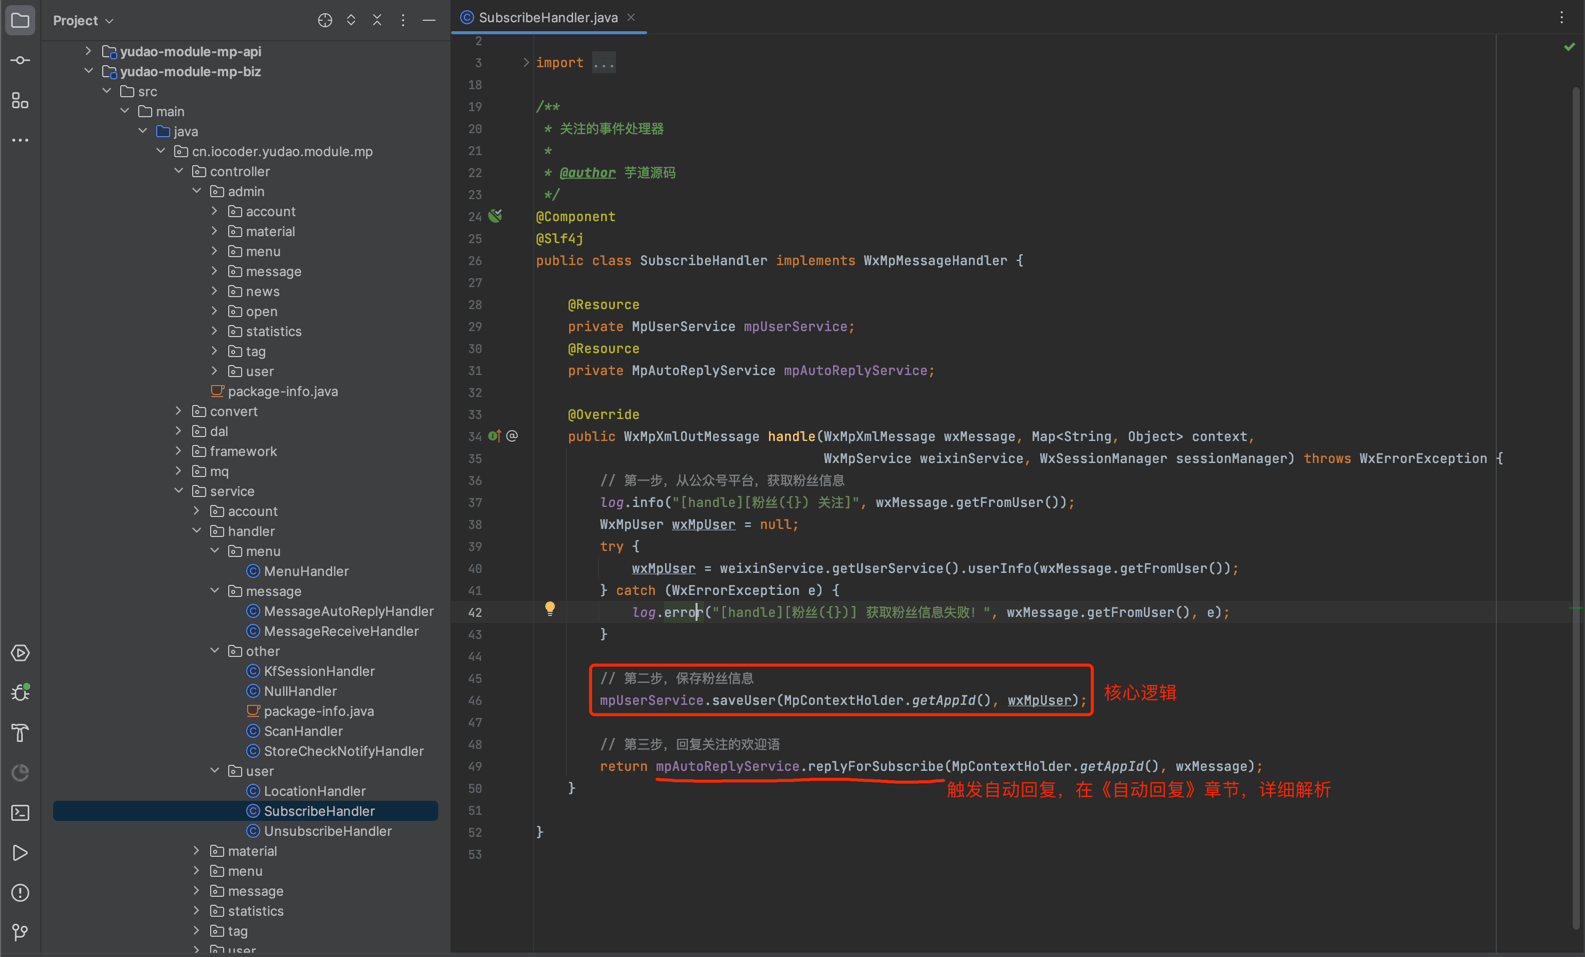 Project
SubscribeHandler.java
yudao-module-mp-api
yudao-module-mp-biz
src
main
java
cn.iocoder.yudao.module.mp
controller
admin
account
material
menu
message
news
open
statistics
tag
user
package-info.java
convert
dal
framework
mq
service
account
handler
menu
MenuHandler
message
MessageAutoReplyHandler
MessageReceiveHandler
other
KfSessionHandler
NullHandler
package-info.java
ScanHandler
StoreCheckNotifyHandler
user
LocationHandler
SubscribeHandler
UnsubscribeHandler
material
menu
message
statistics
tag
user
2
3 import ...
18
19 /**
20 * 关注的事件处理器
21 *
22 * @author 芋道源码
23 */
24 @Component
25 @Slf4j
26 public class SubscribeHandler implements WxMpMessageHandler {
27
28 @Resource
29 private MpUserService mpUserService;
30 @Resource
31 private MpAutoReplyService mpAutoReplyService;
32
33 @Override
34 public WxMpXmlOutMessage handle(WxMpXmlMessage wxMessage, Map<String, Object> context,
35 WxMpService weixinService, WxSessionManager sessionManager) throws WxErrorException {
36 // 第一步，从公众号平台，获取粉丝信息
37 log.info("[handle][粉丝({}) 关注]", wxMessage.getFromUser());
38 WxMpUser wxMpUser = null;
39 try {
40 wxMpUser = weixinService.getUserService().userInfo(wxMessage.getFromUser());
41 } catch (WxErrorException e) {
42 log.error("[handle][粉丝({})] 获取粉丝信息失败！", wxMessage.getFromUser(), e);
43 }
44
45 // 第二步，保存粉丝信息
46 mpUserService.saveUser(MpContextHolder.getAppId(), wxMpUser);
核心逻辑
47
48 // 第三步，回复关注的欢迎语
49 return mpAutoReplyService.replyForSubscribe(MpContextHolder.getAppId(), wxMessage);
50 }
触发自动回复，在《自动回复》章节，详细解析
51
52 }
53